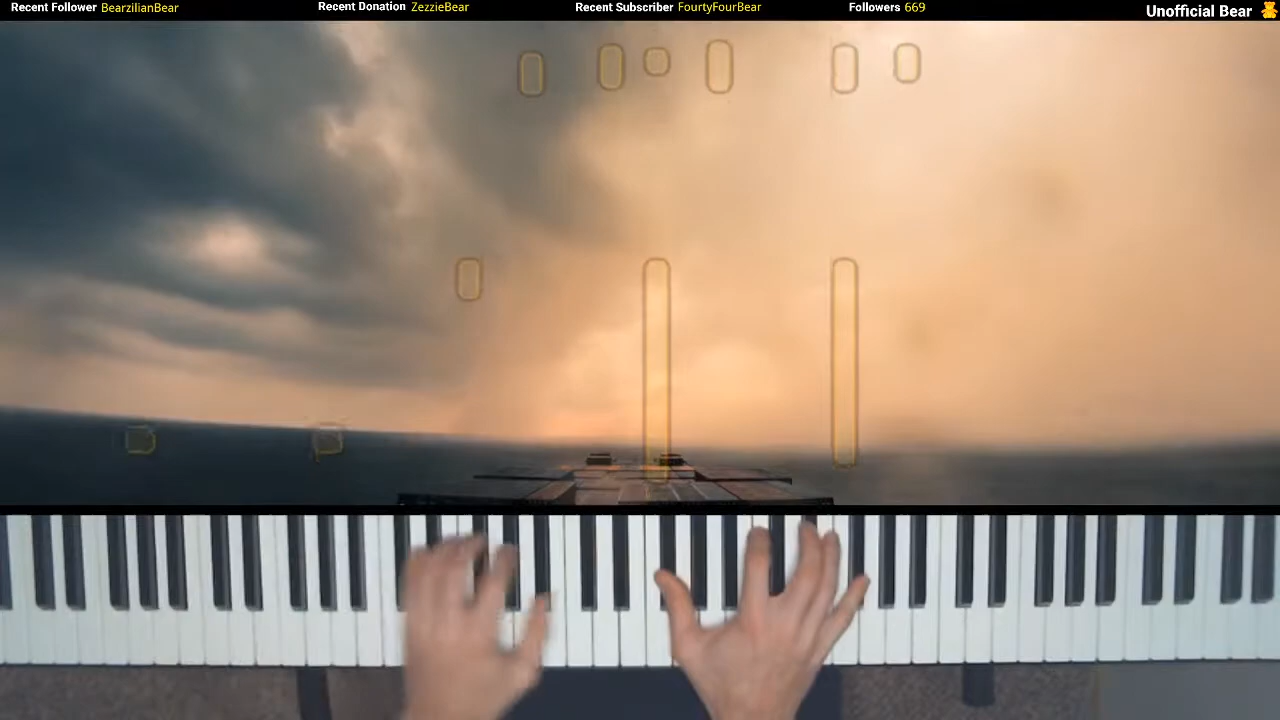 Recent Follower BearzilianBear
Recent Donation ZezzieBear
Recent Subscriber FourtyFourBear
Followers 669
Unofficial Bear